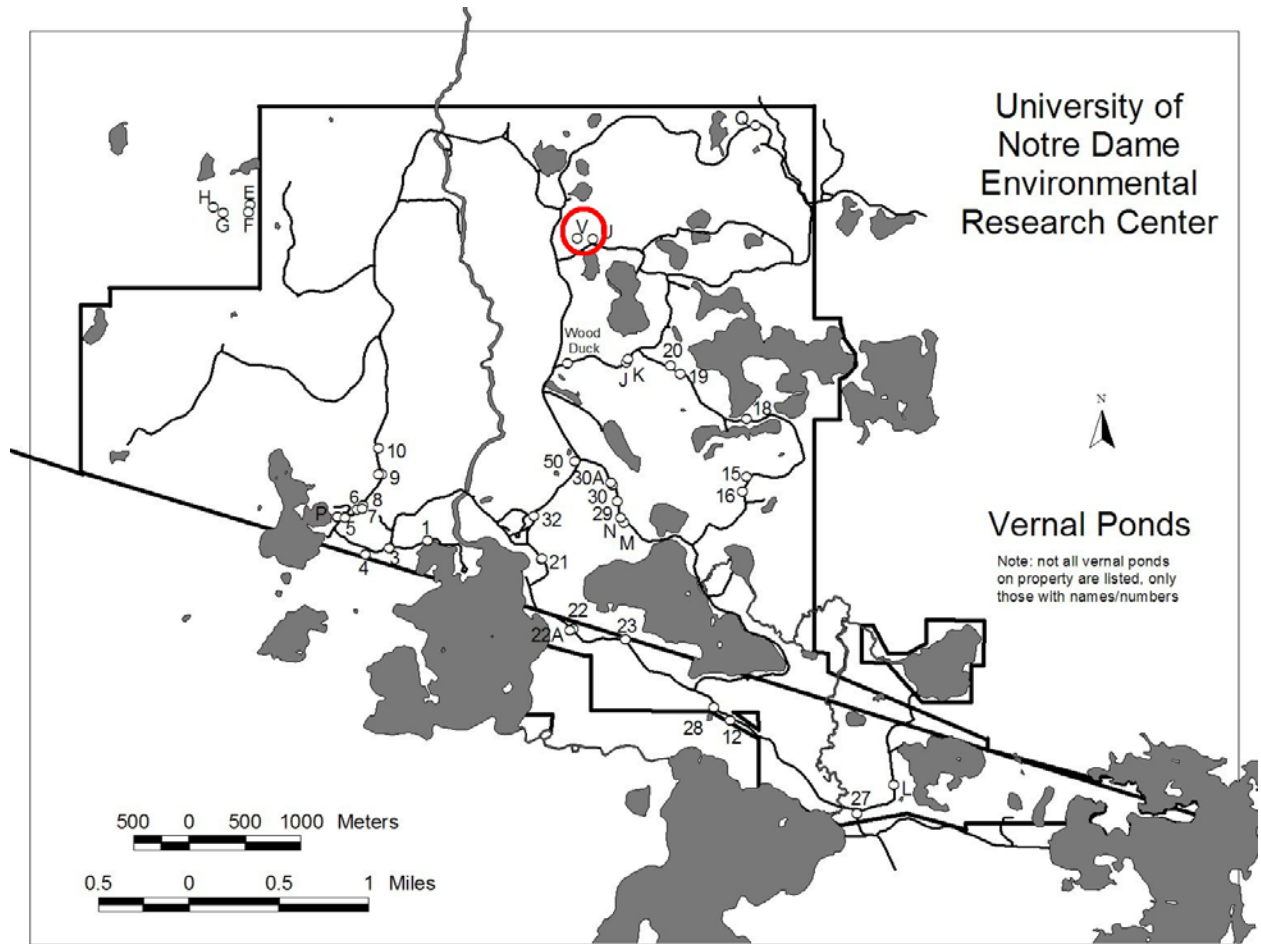 University of
Notre Dame
Environmental
Research Center
Q
H
E
G
F
V
U
Wood
Duck
20
J
K
19
18
10
50
9
30A
15
16
6
8
30
P
5
7
29
32
N
M
1
3
4
21
22
22A
23
28
12
27
L
N
Vernal Ponds
Note: not all vernal ponds
on property are listed, only
those with names/numbers
500 0 500 1000 Meters
0.5 0 0.5 1 Miles